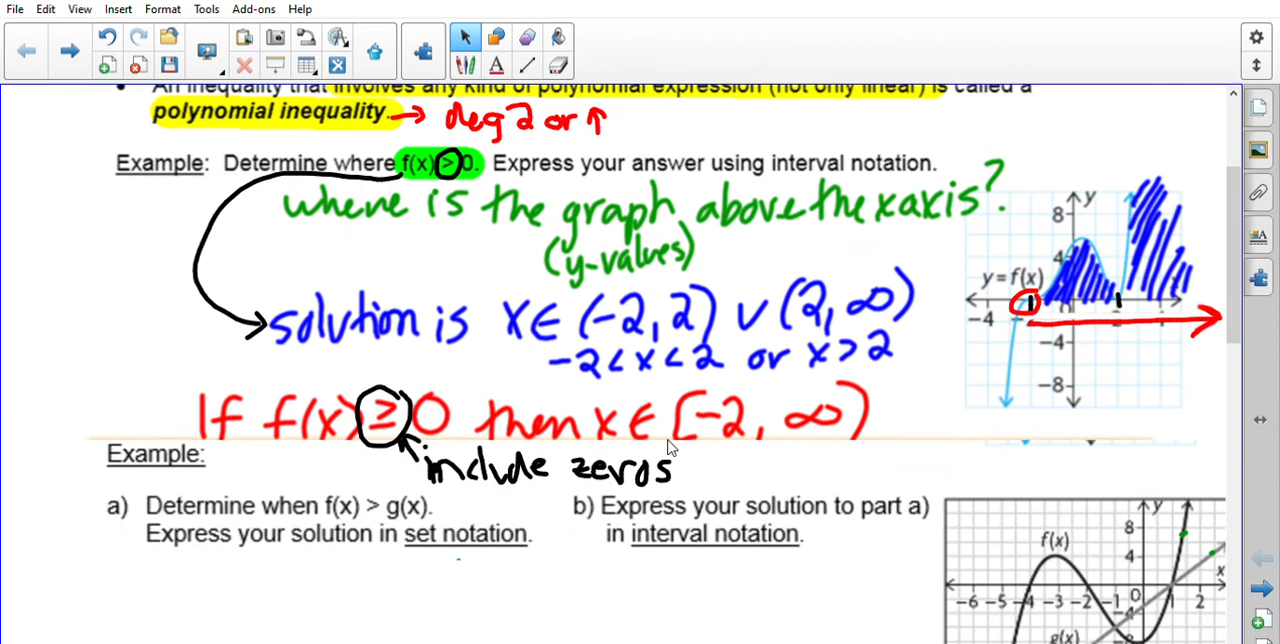 File Edit View Insert Format Tools Add-ons Help
An inequality that involves any kind of polynomial expression (not only linear) is called a
polynomial inequality. → deg 2 or ↑
Example: Determine where f(x) > 0. Express your answer using interval notation.
where is the graph above the x axis?
(y-values)
solution is x ∈ (-2, 2) ∪ (2, ∞)
-2 < x < 2 or x > 2
If f(x) ≥ 0 then x ∈ [-2, ∞)
include zeros
y
8
4
y = f(x)
-4
0
-4
-8
Example:
a) Determine when f(x) > g(x).
Express your solution in set notation.
b) Express your solution to part a)
in interval notation.
y
8
f(x)
4
x
-6 -5 -4 -3 -2 -1 0 1 2
-4
g(x)